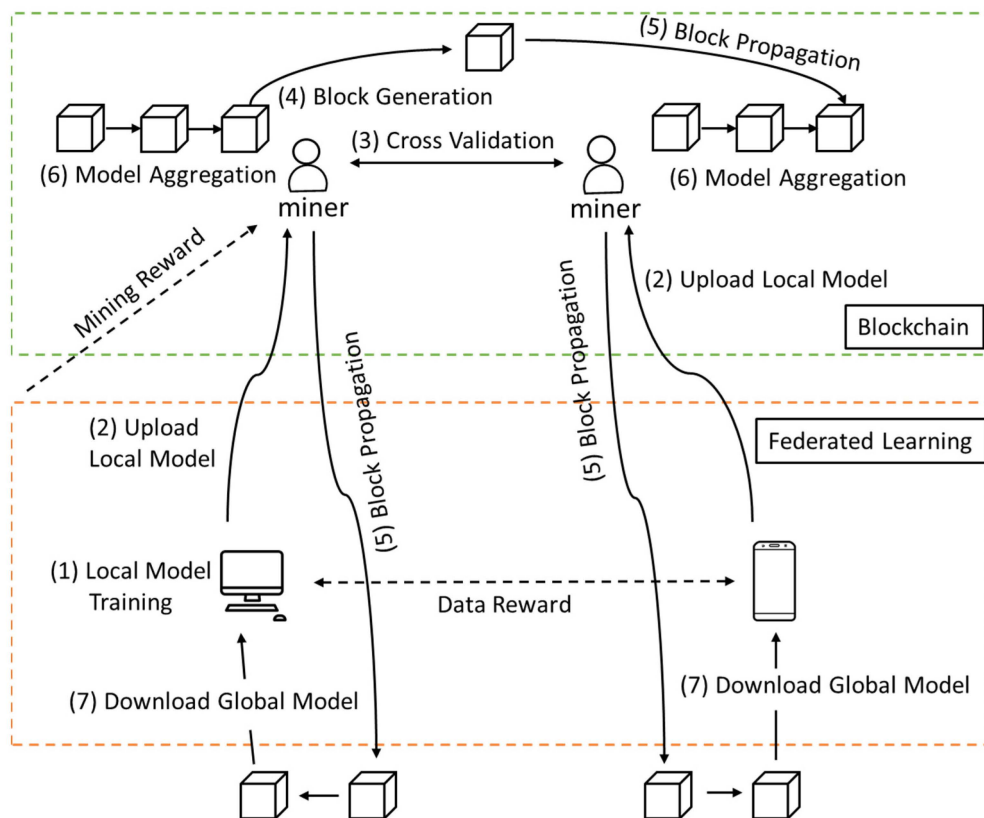 (5) Block Propagation
(4) Block Generation
(3) Cross Validation
(6) Model Aggregation
(6) Model Aggregation
miner
miner
Mining Reward
(2) Upload Local Model
(5) Block Propagation
(5) Block Propagation
Blockchain
(2) Upload
Local Model
Federated Learning
(1) Local Model
Training
Data Reward
(7) Download Global Model
(7) Download Global Model